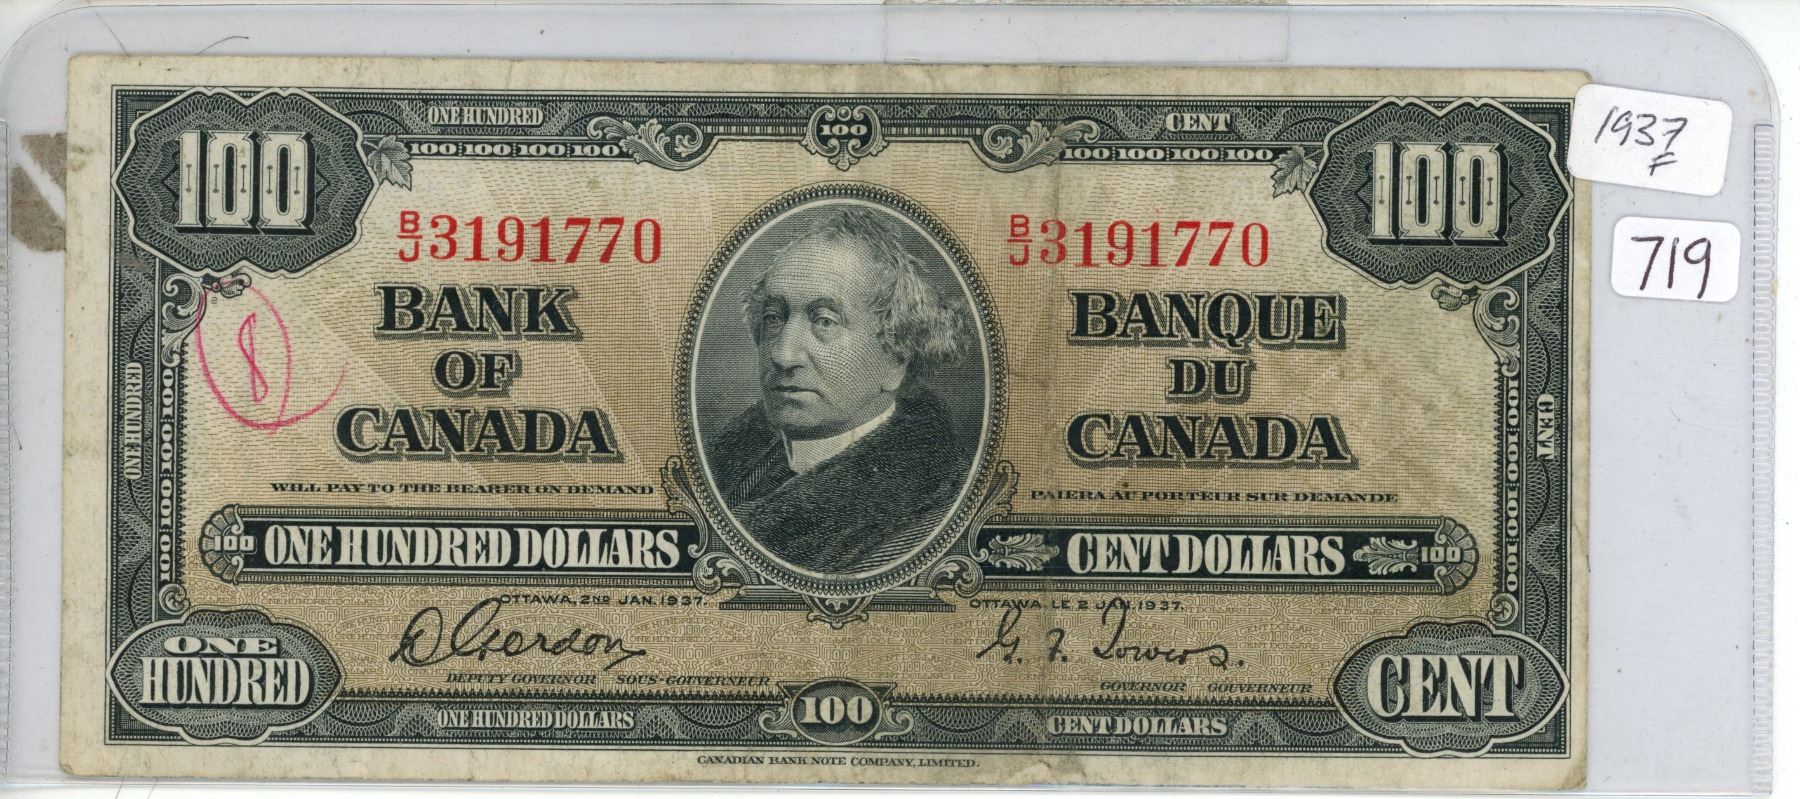 ONE HUNDRED
CENT
100
100 100:100:100:100
100:100:100:100 100
1937
F
719
B/J 3191770
B/J 3191770
8
BANK
OF
CANADA
BANQUE
DU
CANADA
ONE HUNDRED
CENT
WILL PAY TO THE BEARER ON DEMAND
PAIERA AU PORTEUR SUR DEMANDE
100 ONE HUNDRED DOLLARS
CENT DOLLARS 100
OTTAWA, 2ND JAN. 1937.
OTTAWA, LE 2 JAN. 1937.
D Gordon
G. F. Towers.
DEPUTY GOVERNOR SOUS-GOUVERNEUR
GOVERNOR GOUVERNEUR
ONE
HUNDRED
CENT
ONE HUNDRED DOLLARS
100
CENT DOLLARS
CANADIAN BANK NOTE COMPANY, LIMITED.